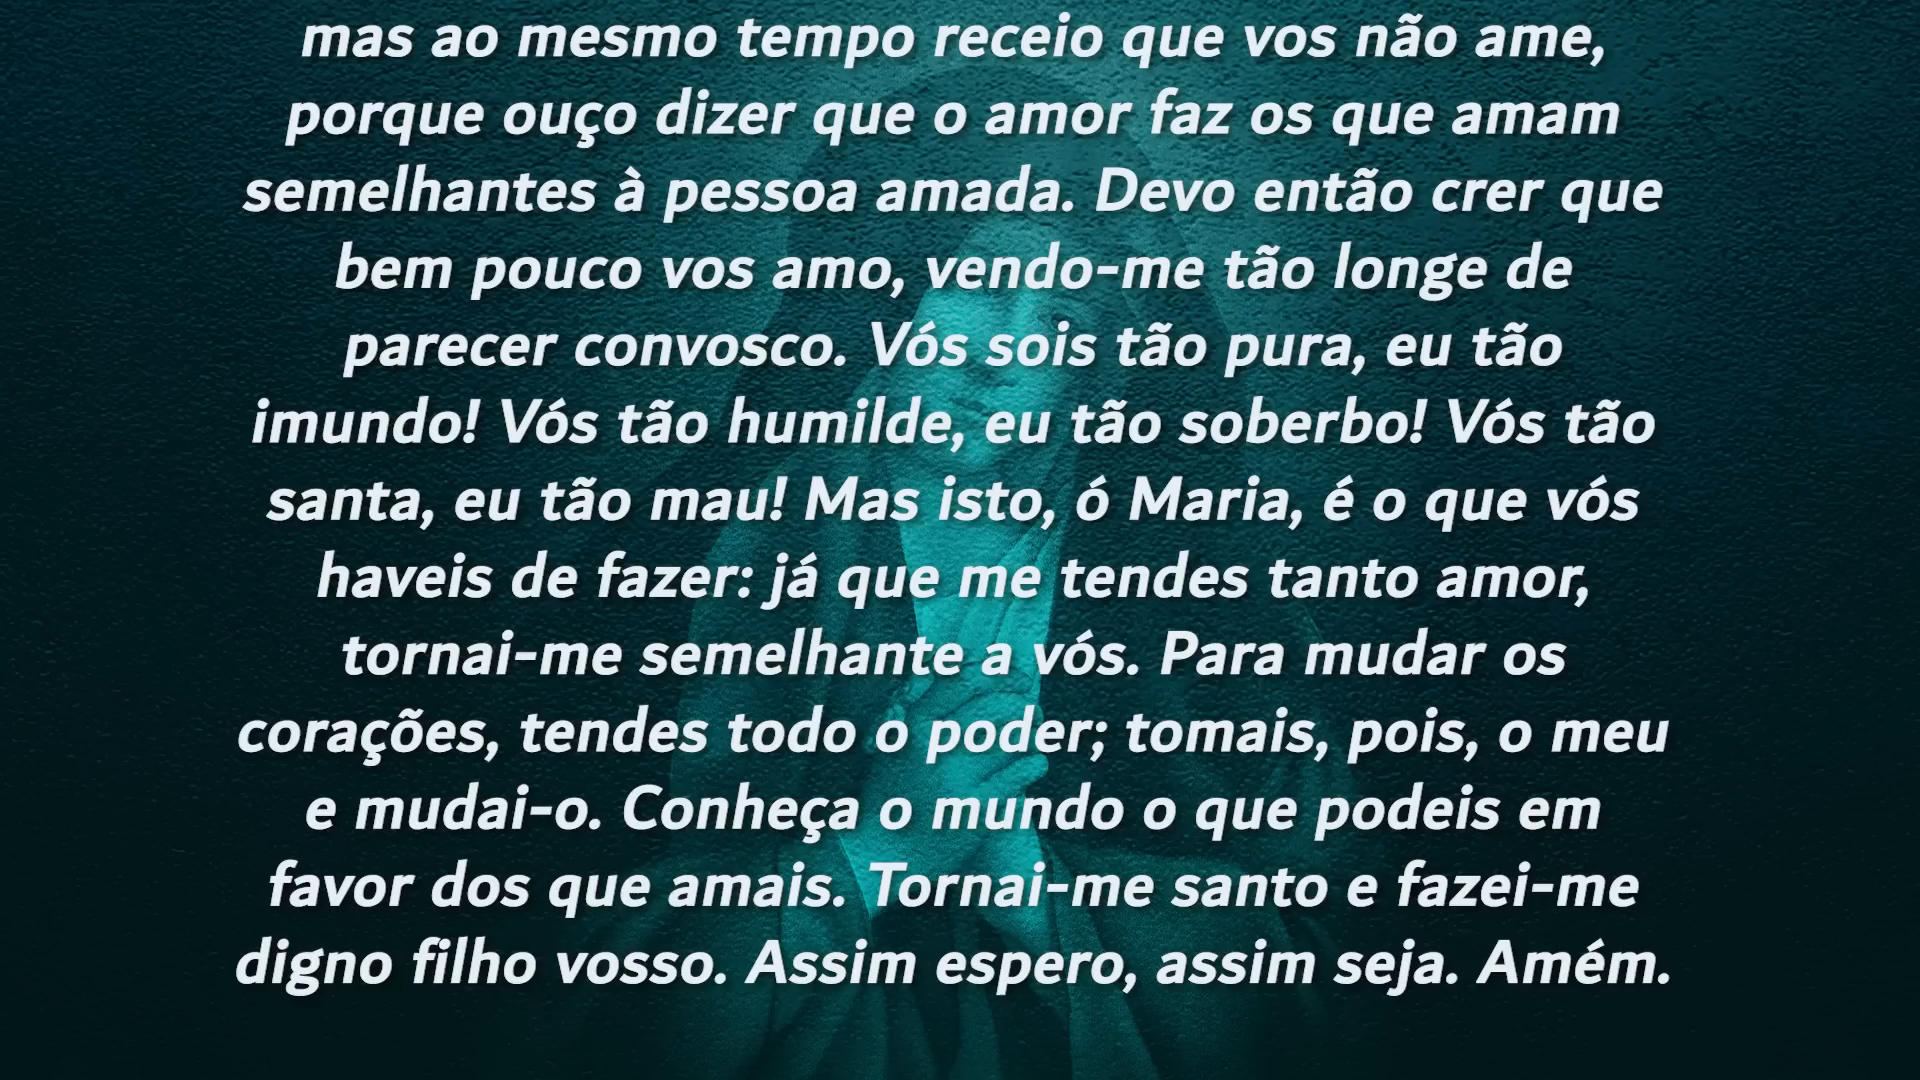 mas ao mesmo tempo receio que vos não ame,
porque ouço dizer que o amor faz os que amam
semelhantes à pessoa amada. Devo então crer que
bem pouco vos amo, vendo-me tão longe de
parecer convosco. Vós sois tão pura, eu tão
imundo! Vós tão humilde, eu tão soberbo! Vós tão
santa, eu tão mau! Mas isto, ó Maria, é o que vós
haveis de fazer: já que me tendes tanto amor,
tornai-me semelhante a vós. Para mudar os
corações, tendes todo o poder; tomais, pois, o meu
e mudai-o. Conheça o mundo o que podeis em
favor dos que amais. Tornai-me santo e fazei-me
digno filho vosso. Assim espero, assim seja. Amém.